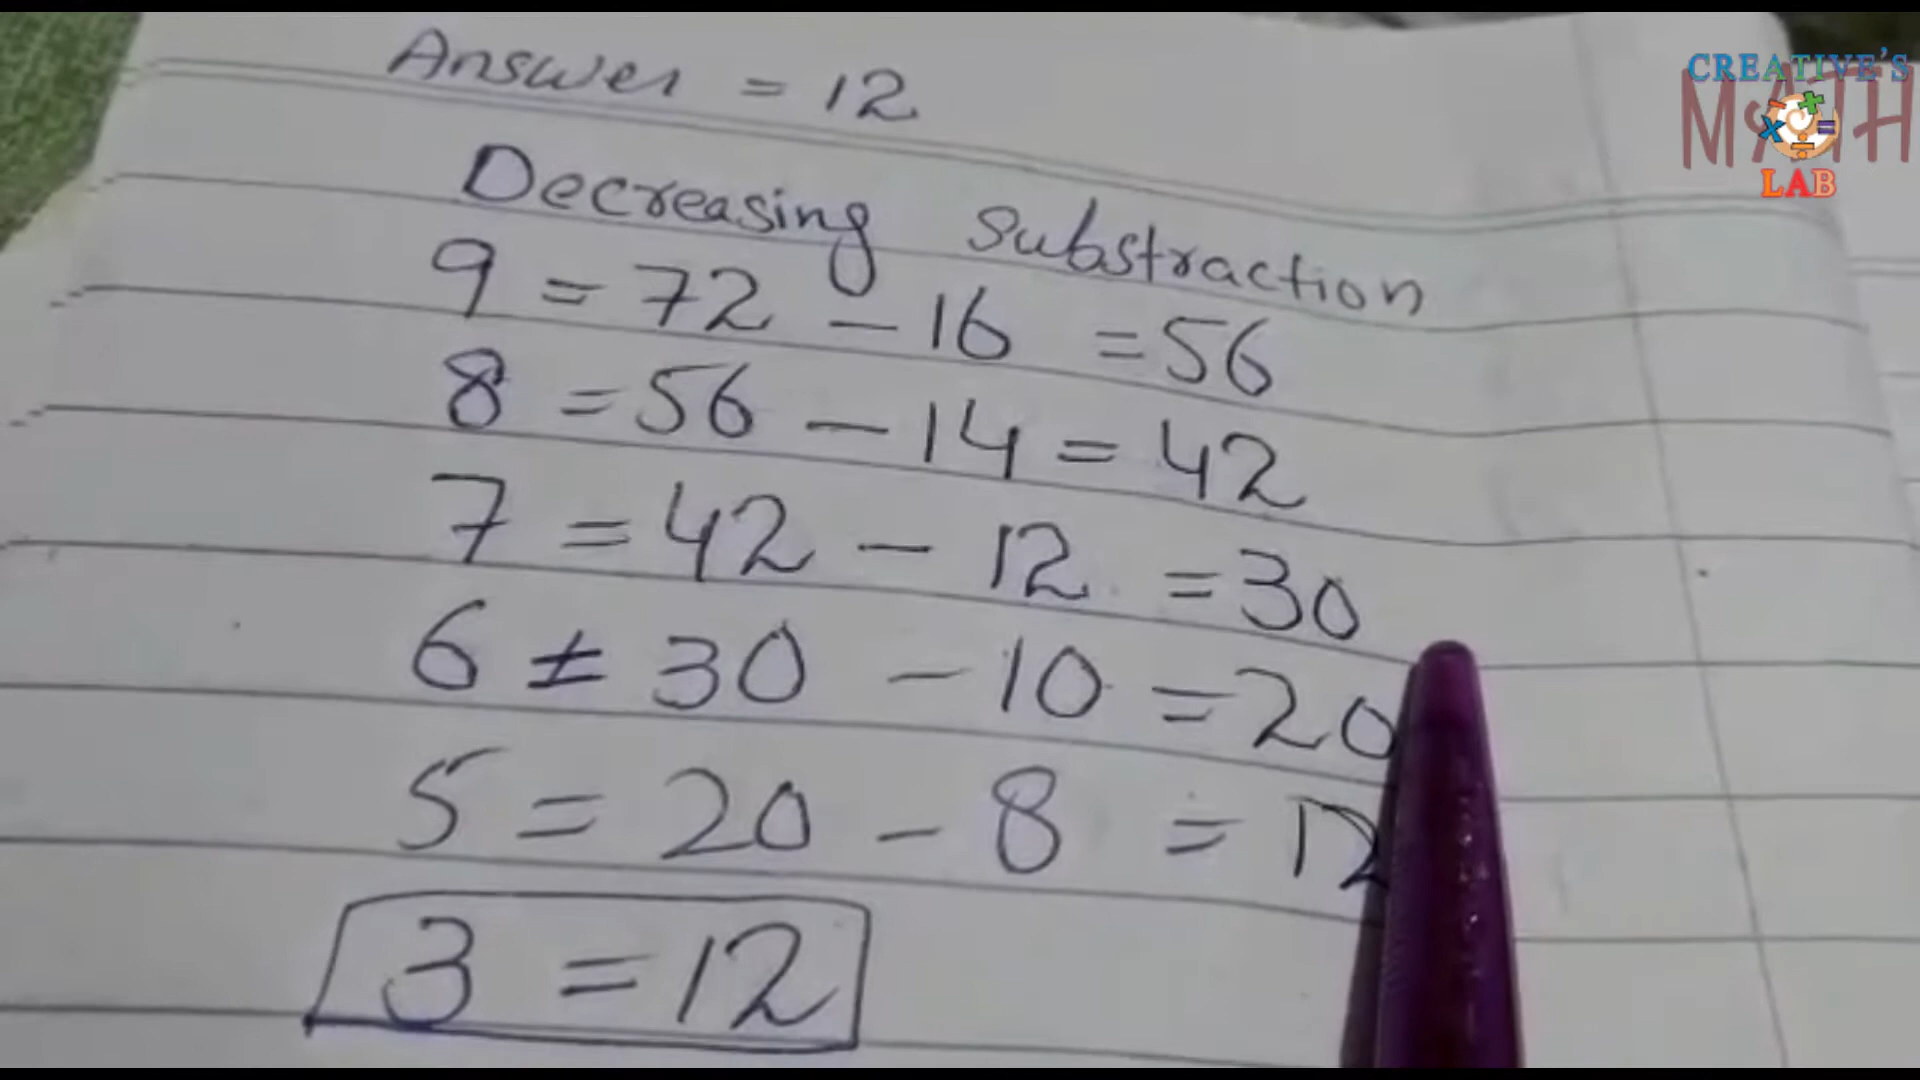 Answer = 12
CREATIVE'S
MATH
LAB
Decreasing Substraction
9 = 72 - 16 = 56
8 = 56 - 14 = 42
7 = 42 - 12 = 30
6 ± 30 - 10 = 20
5 = 20 - 8 = 12
3 = 12